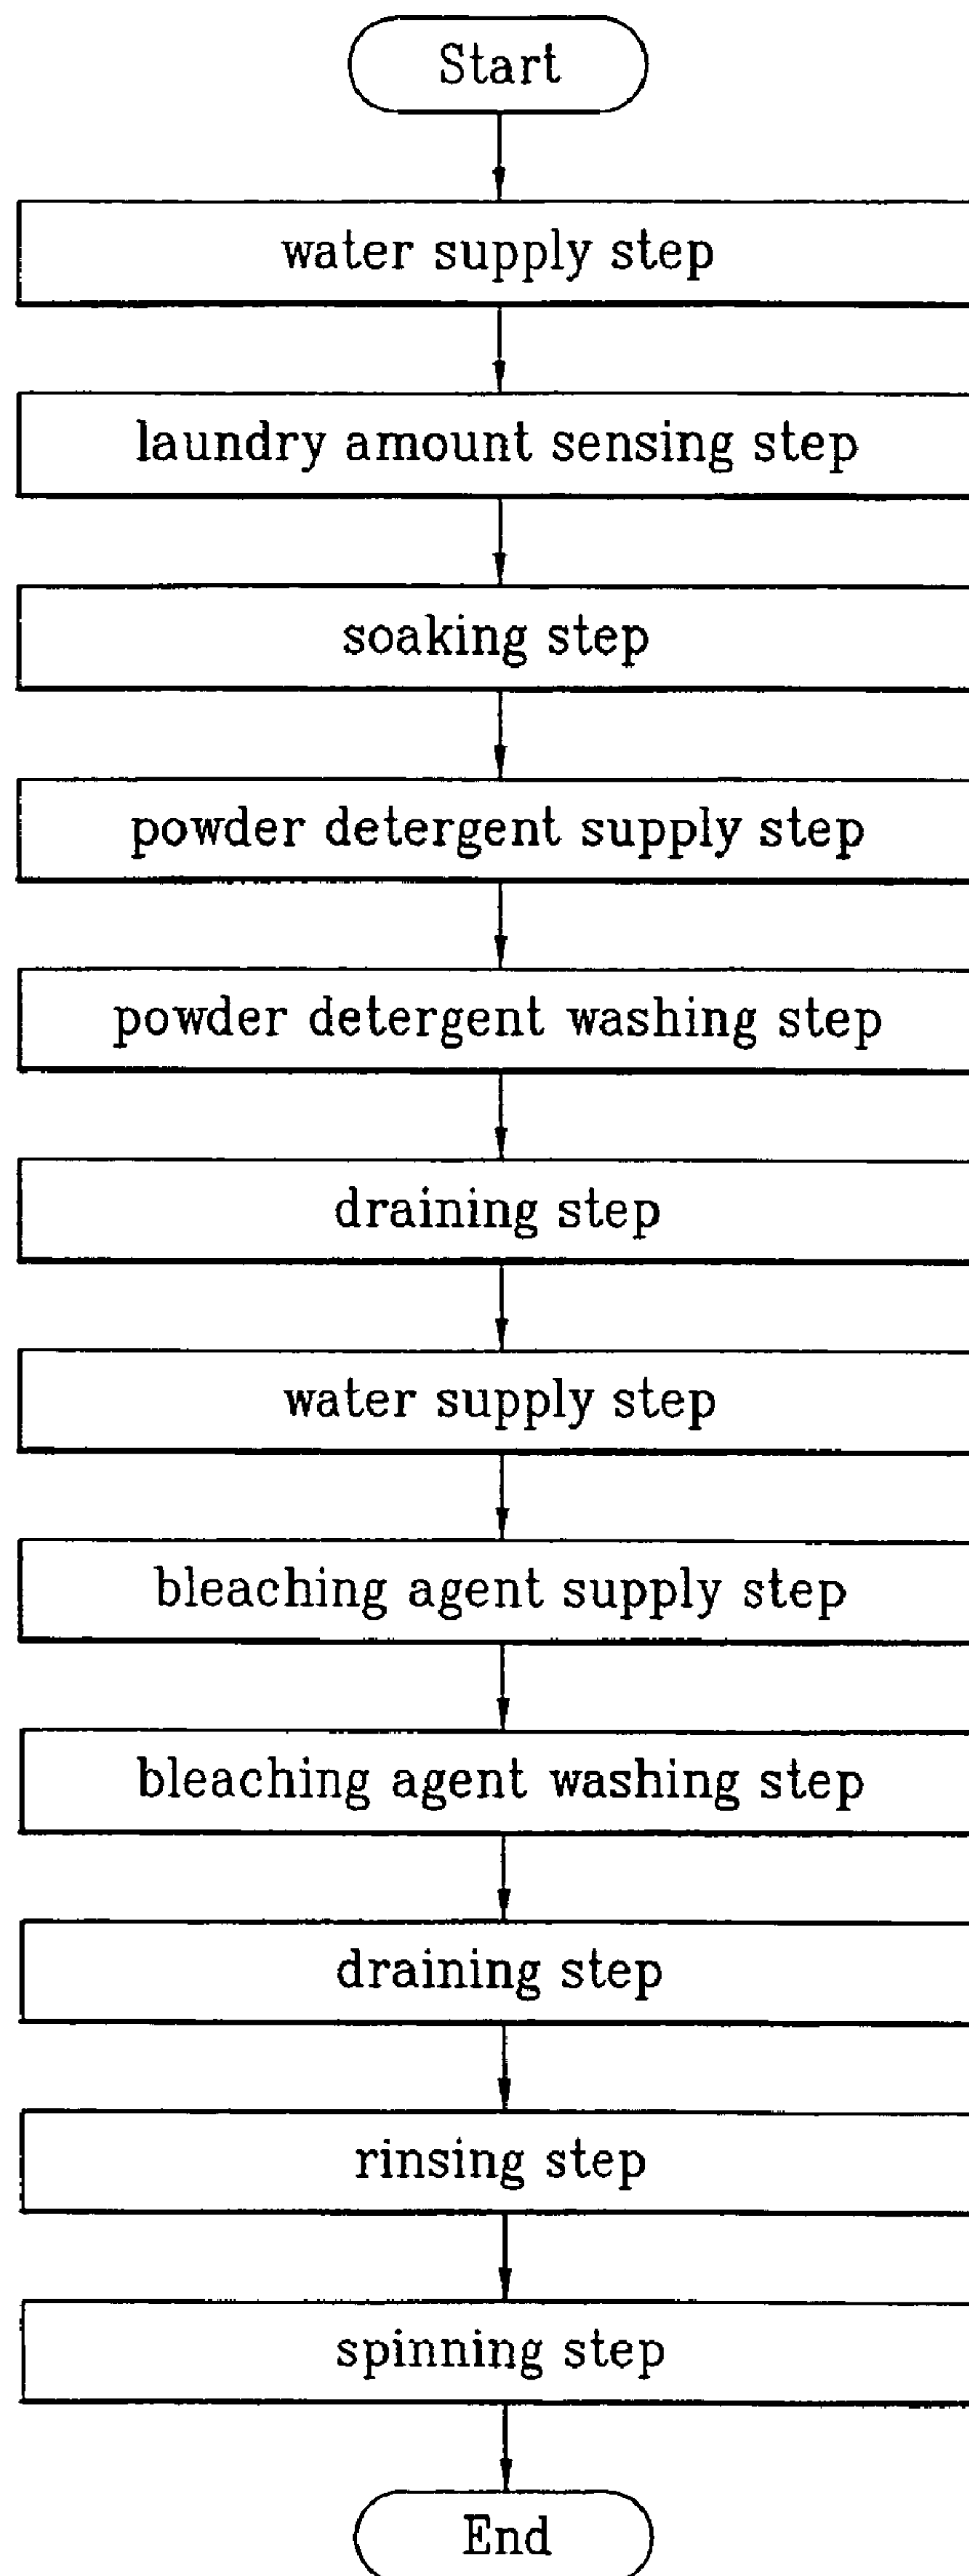 Start
water supply step
laundry amount sensing step
soaking step
powder detergent supply step
powder detergent washing step
draining step
water supply step
bleaching agent supply step
bleaching agent washing step
draining step
rinsing step
spinning step
End